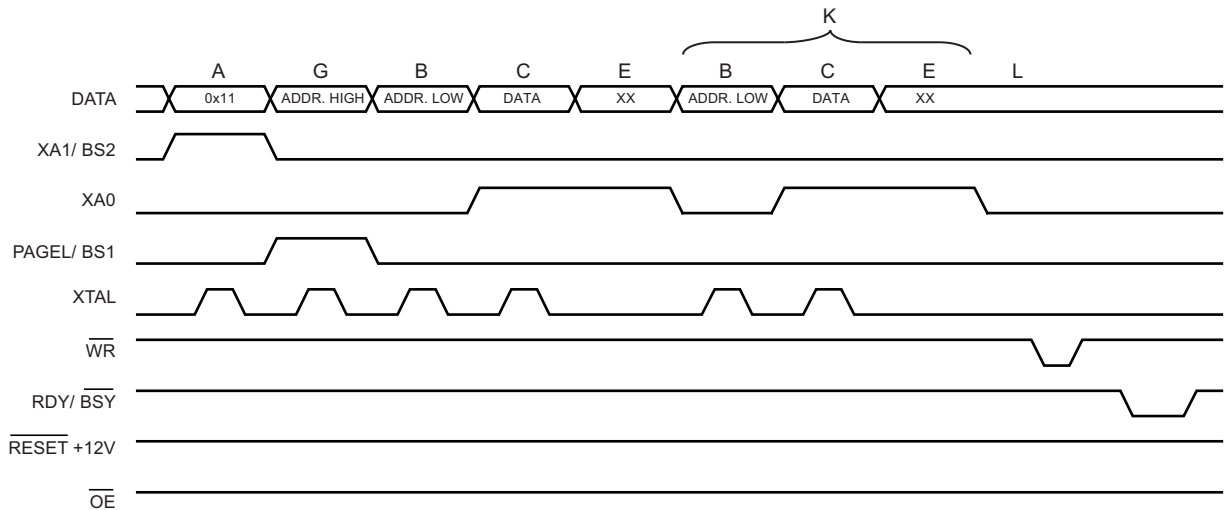 K
A G B C E B C E L
DATA 0x11 ADDR. HIGH ADDR. LOW DATA XX ADDR. LOW DATA XX
XA1/ BS2
XA0
PAGEL/ BS1
XTAL
WR
RDY/ BSY
RESET +12V
OE